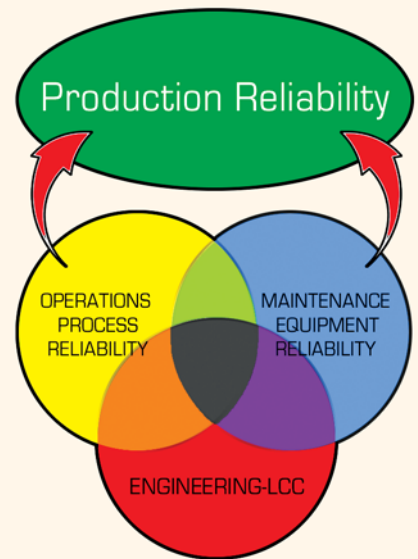 Production Reliability
OPERATIONS
PROCESS
RELIABILITY
MAINTENANCE
EQUIPMENT
RELIABILITY
ENGINEERING-LCC